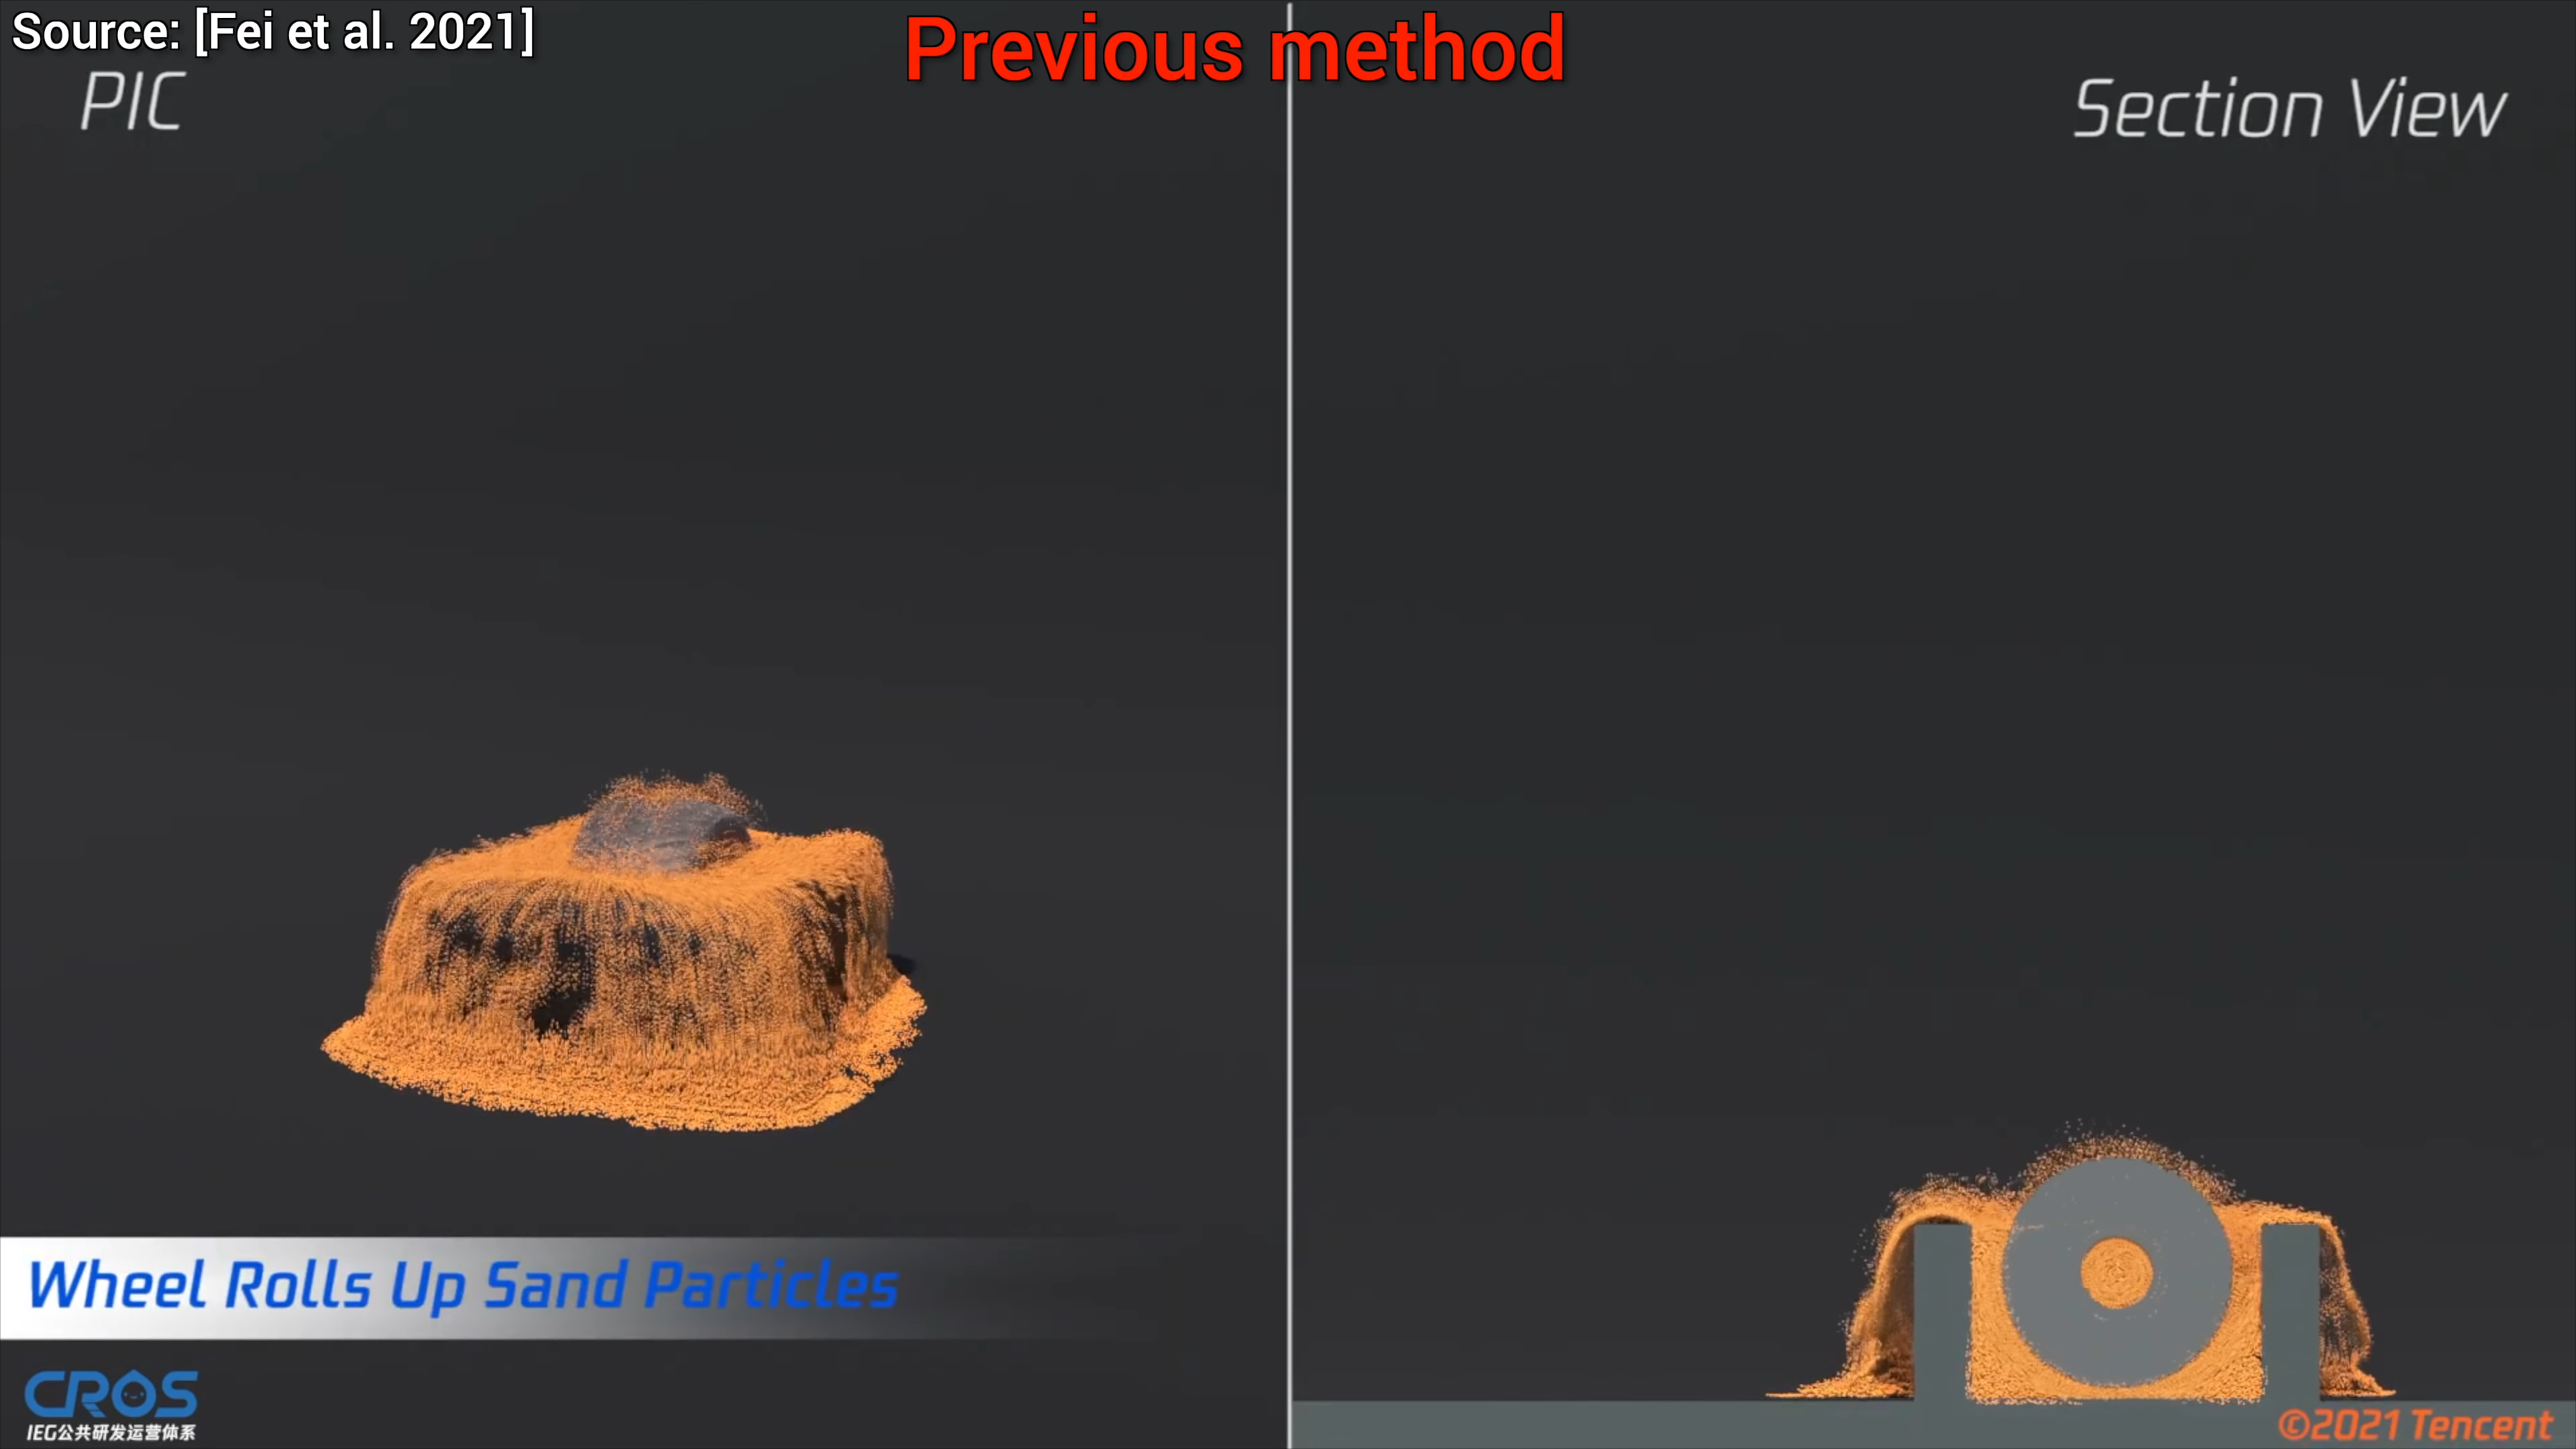 Source: [Fei et al. 2021]
Previous method
PIC
Section View
Wheel Rolls Up Sand Particles
CROS
IEG公共研发运营体系
©2021 Tencent